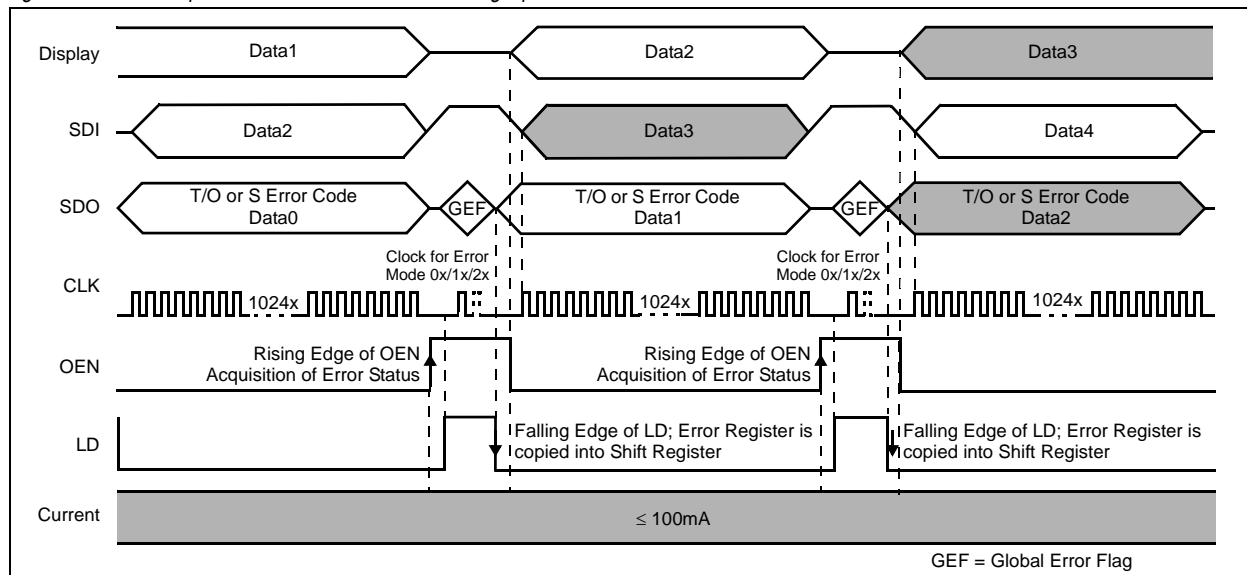 Display
Data1
Data2
Data3
SDI
Data2
Data3
Data4
SDO
T/O or S Error Code
Data0
GEF
T/O or S Error Code
Data1
GEF
T/O or S Error Code
Data2
Clock for Error
Mode 0x/1x/2x
Clock for Error
Mode 0x/1x/2x
CLK
1024x
1024x
1024x
OEN
Rising Edge of OEN
Acquisition of Error Status
Rising Edge of OEN
Acquisition of Error Status
LD
Falling Edge of LD; Error Register is
copied into Shift Register
Falling Edge of LD; Error Register is
copied into Shift Register
Current
≤ 100mA
GEF = Global Error Flag